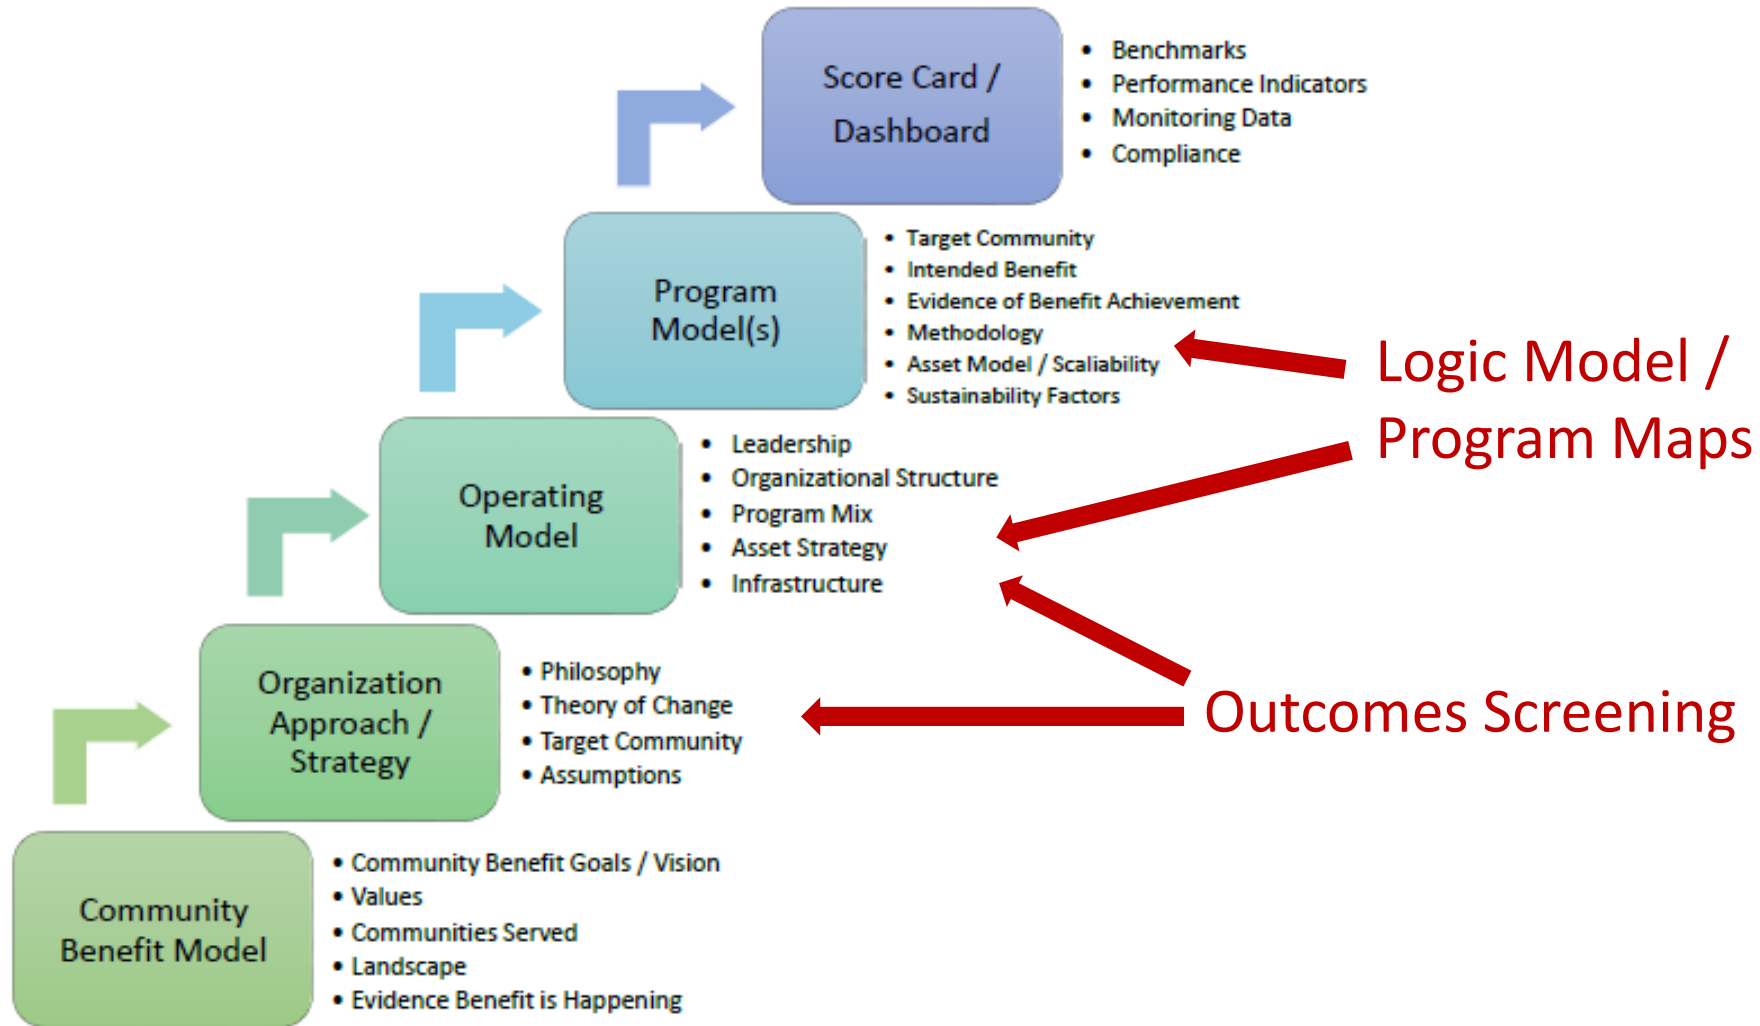 Score Card /
Dashboard
• Benchmarks
• Performance Indicators
• Monitoring Data
• Compliance
Program
Model(s)
• Target Community
• Intended Benefit
• Evidence of Benefit Achievement
• Methodology
• Asset Model / Scaliability
• Sustainability Factors
Logic Model /
Program Maps
Operating
Model
• Leadership
• Organizational Structure
• Program Mix
• Asset Strategy
• Infrastructure
Organization
Approach /
Strategy
• Philosophy
• Theory of Change
• Target Community
• Assumptions
Outcomes Screening
Community
Benefit Model
• Community Benefit Goals / Vision
• Values
• Communities Served
• Landscape
• Evidence Benefit is Happening